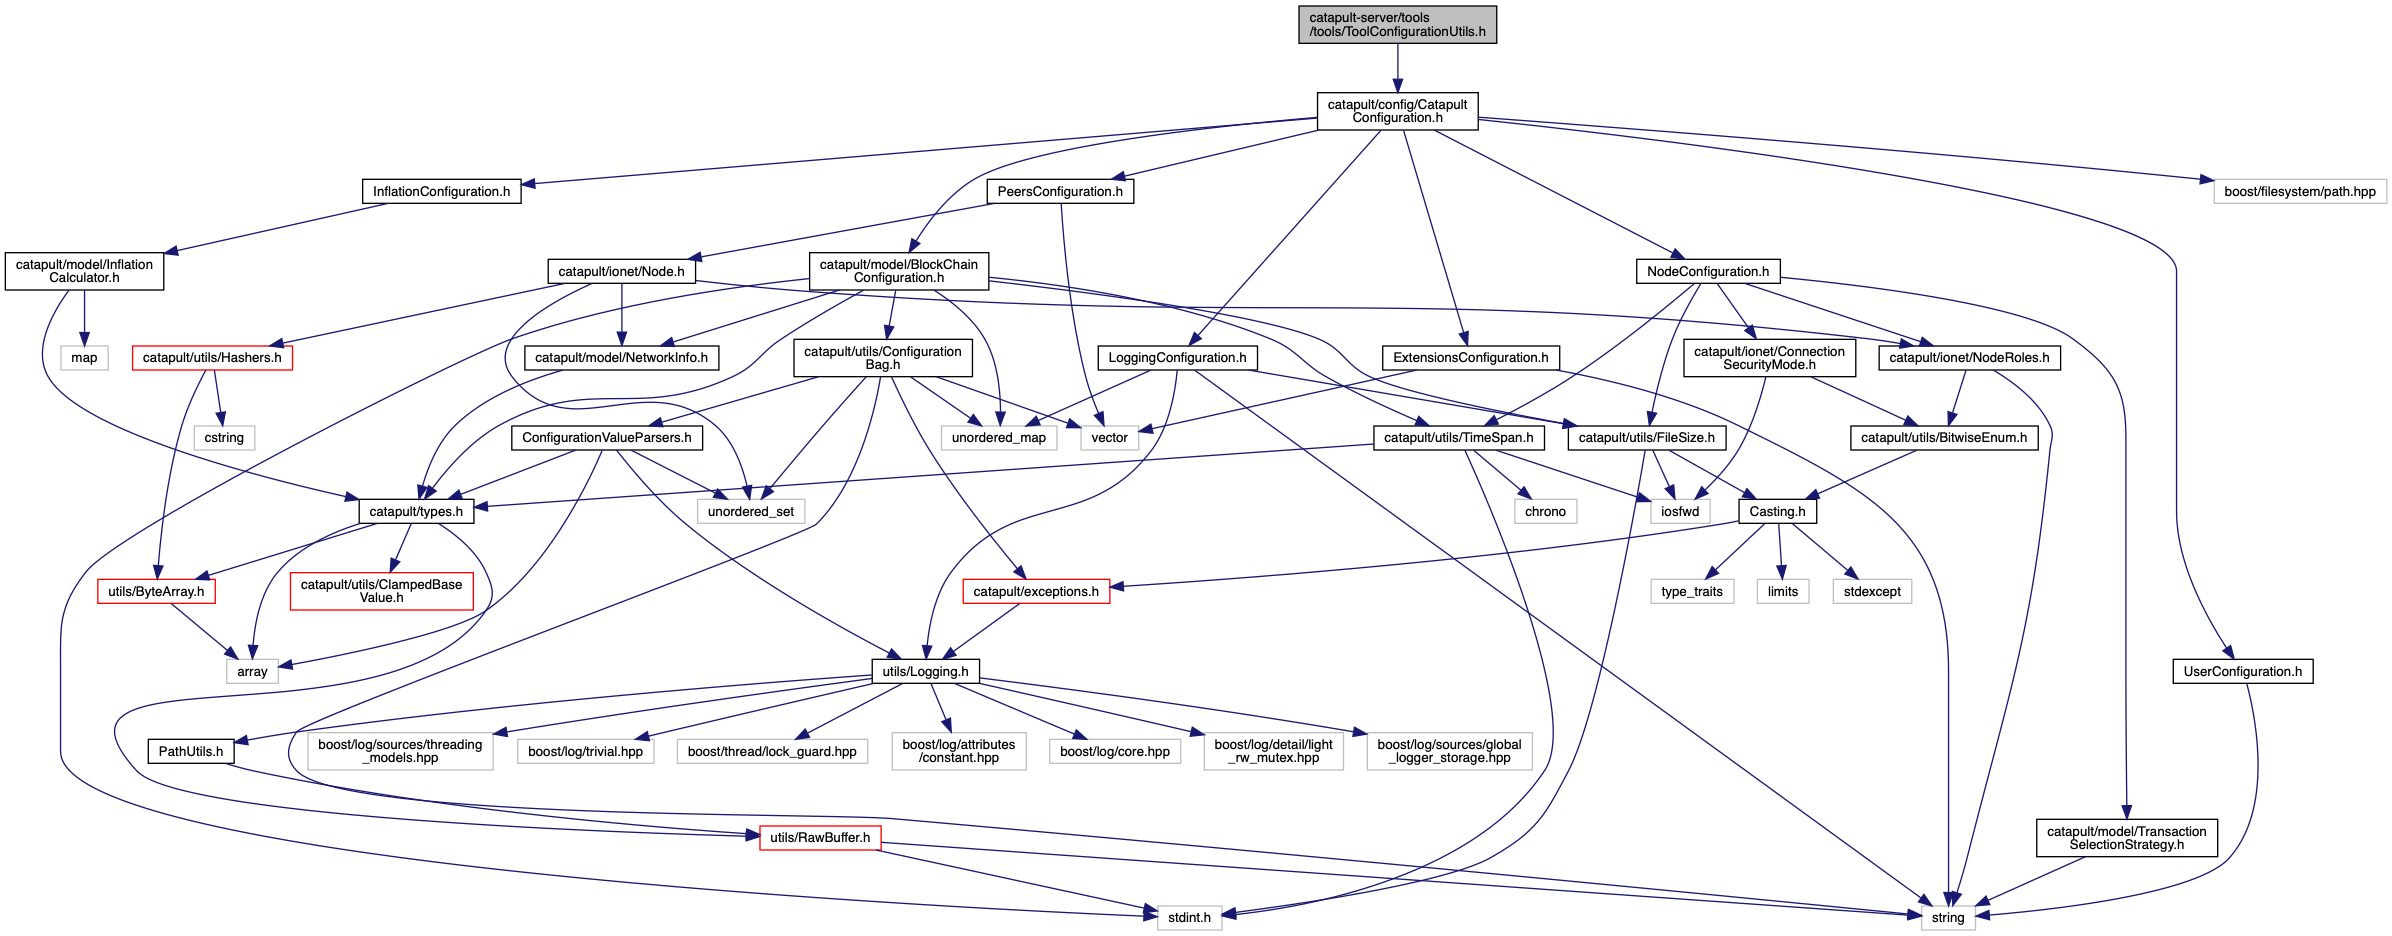 catapult-server/tools
/tools/ToolConfigurationUtils.h
catapult/config/Catapult
Configuration.h
InflationConfiguration.h
PeersConfiguration.h
boost/filesystem/path.hpp
catapult/model/Inflation
Calculator.h
catapult/ionet/Node.h
catapult/model/BlockChain
Configuration.h
NodeConfiguration.h
map
catapult/utils/Hashers.h
catapult/model/NetworkInfo.h
catapult/utils/Configuration
Bag.h
LoggingConfiguration.h
ExtensionsConfiguration.h
catapult/ionet/Connection
SecurityMode.h
catapult/ionet/NodeRoles.h
cstring
ConfigurationValueParsers.h
unordered_map
vector
catapult/utils/TimeSpan.h
catapult/utils/FileSize.h
catapult/utils/BitwiseEnum.h
catapult/types.h
unordered_set
chrono
iosfwd
Casting.h
utils/ByteArray.h
catapult/utils/ClampedBase
Value.h
catapult/exceptions.h
type_traits
limits
stdexcept
array
utils/Logging.h
UserConfiguration.h
PathUtils.h
boost/log/sources/threading
_models.hpp
boost/log/trivial.hpp
boost/thread/lock_guard.hpp
boost/log/attributes
/constant.hpp
boost/log/core.hpp
boost/log/detail/light
_rw_mutex.hpp
boost/log/sources/global
_logger_storage.hpp
utils/RawBuffer.h
catapult/model/Transaction
SelectionStrategy.h
stdint.h
string